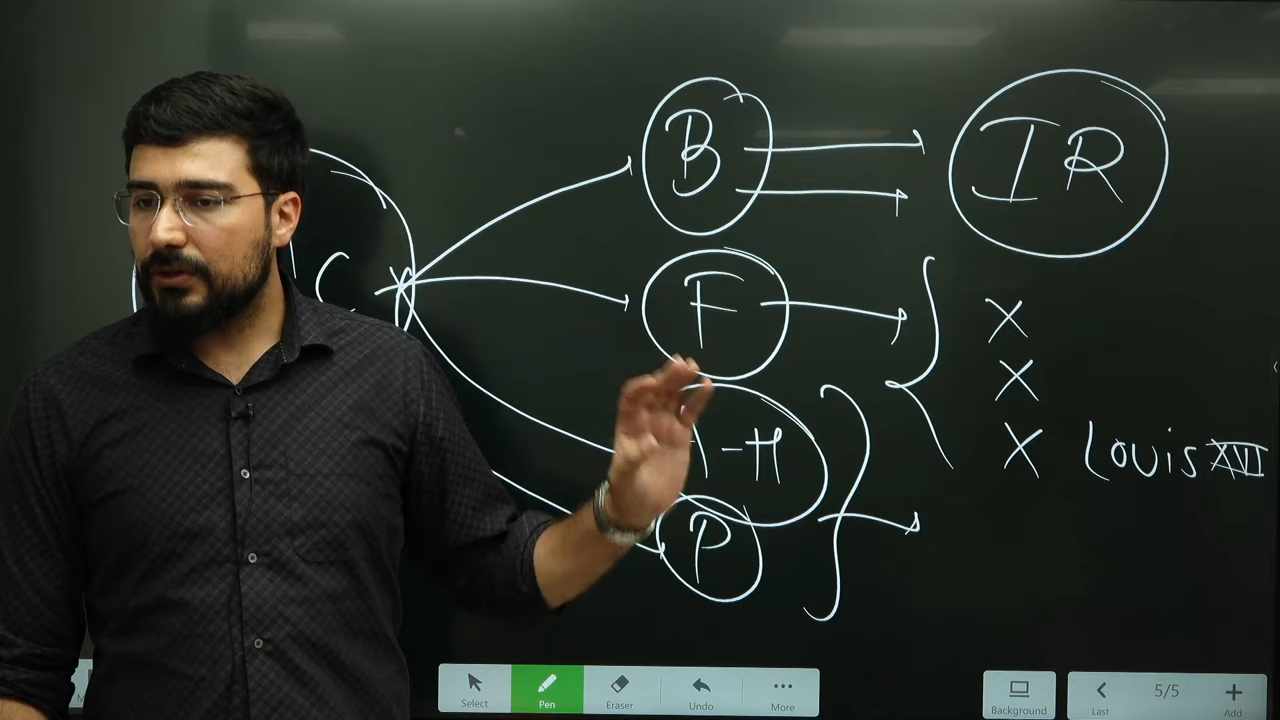 B
IR
C
F
X
X
-H
X Louis XVI
P
Select
Pen
Eraser
Undo
More
Background
Last
5/5
Add